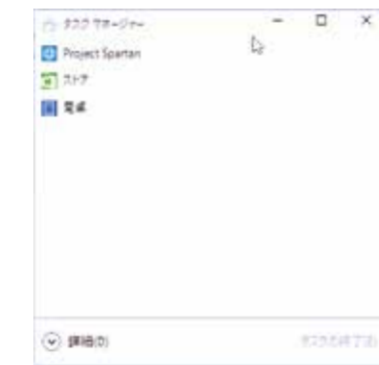 タスク マネージャー
Project Spartan
ストア
電卓
詳細(D)
タスクの終了(E)